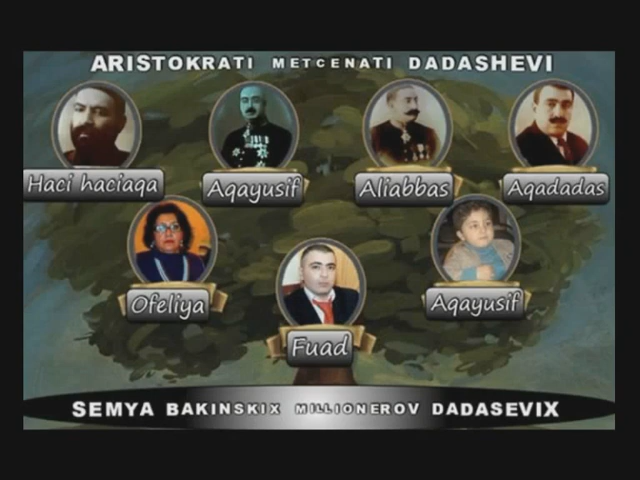 ARISTOKRATI METCENATI DADASHEVI
Haci haciaqa
Aqayusif
Aliabbas
Aqadadas
Ofeliya
Fuad
Aqayusif
SEMYA BAKINSKIX MILLIONEROV DADASEVIX